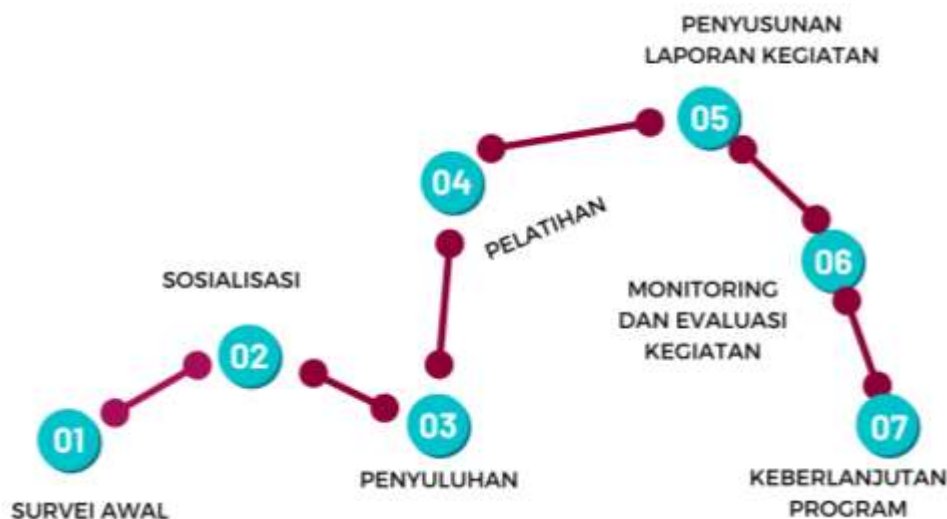 01
SURVEI AWAL
02
SOSIALISASI
03
PENYULUHAN
04
PELATIHAN
05
PENYUSUNAN
LAPORAN KEGIATAN
06
MONITORING
DAN EVALUASI
KEGIATAN
07
KEBERLANJUTAN
PROGRAM